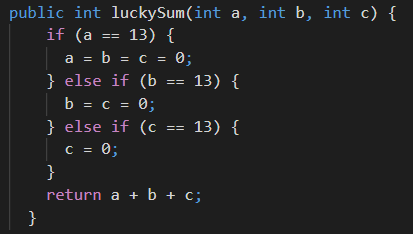 public int luckySum(int a, int b, int c) {
    if (a == 13) {
      a = b = c = 0;
    } else if (b == 13) {
      b = c = 0;
    } else if (c == 13) {
      c = 0;
    }
    return a + b + c;
  }